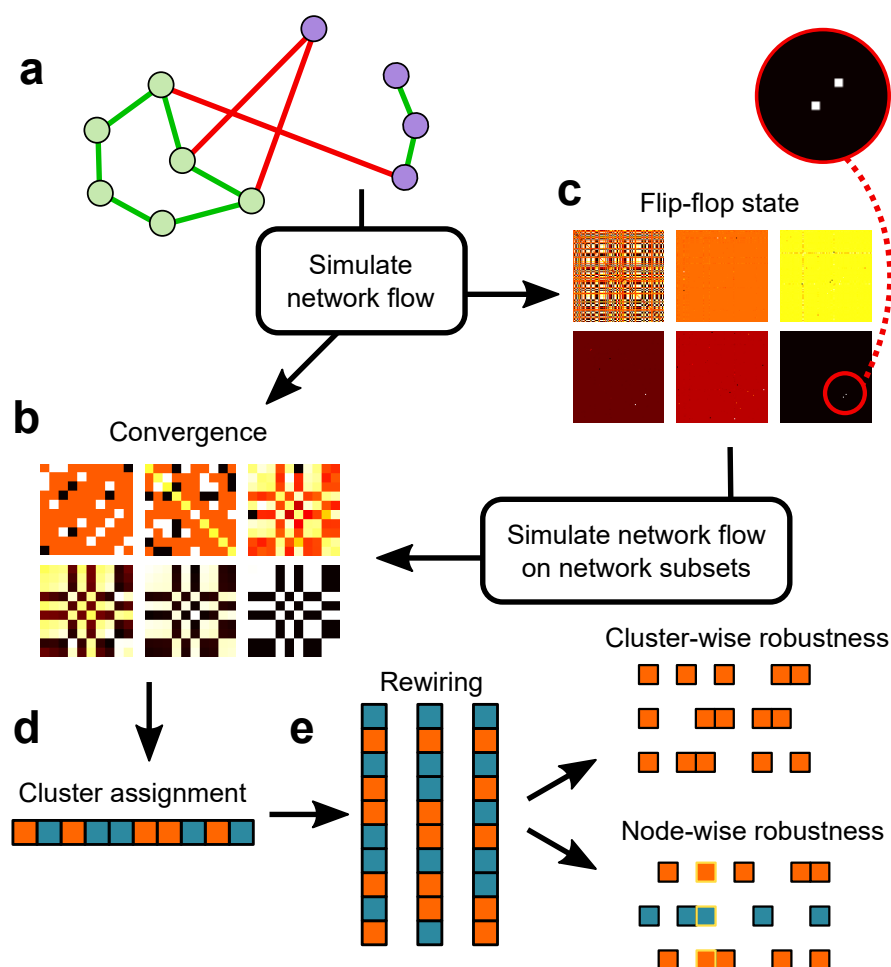 a
Simulate
network flow
c
Flip-flop state
b
Convergence
Simulate network flow
on network subsets
d
Cluster assignment
e
Rewiring
Cluster-wise robustness
Node-wise robustness